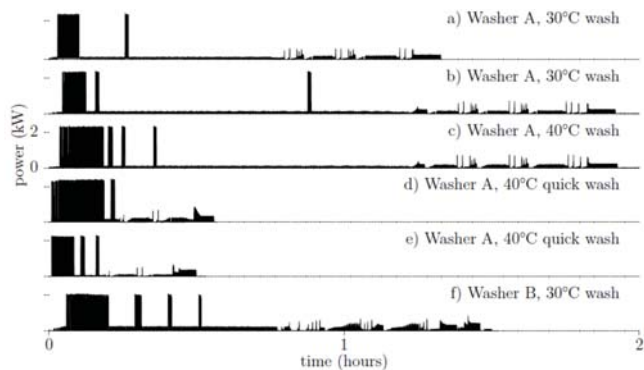 a) Washer A, 30°C wash
b) Washer A, 30°C wash
c) Washer A, 40°C wash
d) Washer A, 40°C quick wash
e) Washer A, 40°C quick wash
f) Washer B, 30°C wash
power (kW)
2
0
0
1
2
time (hours)